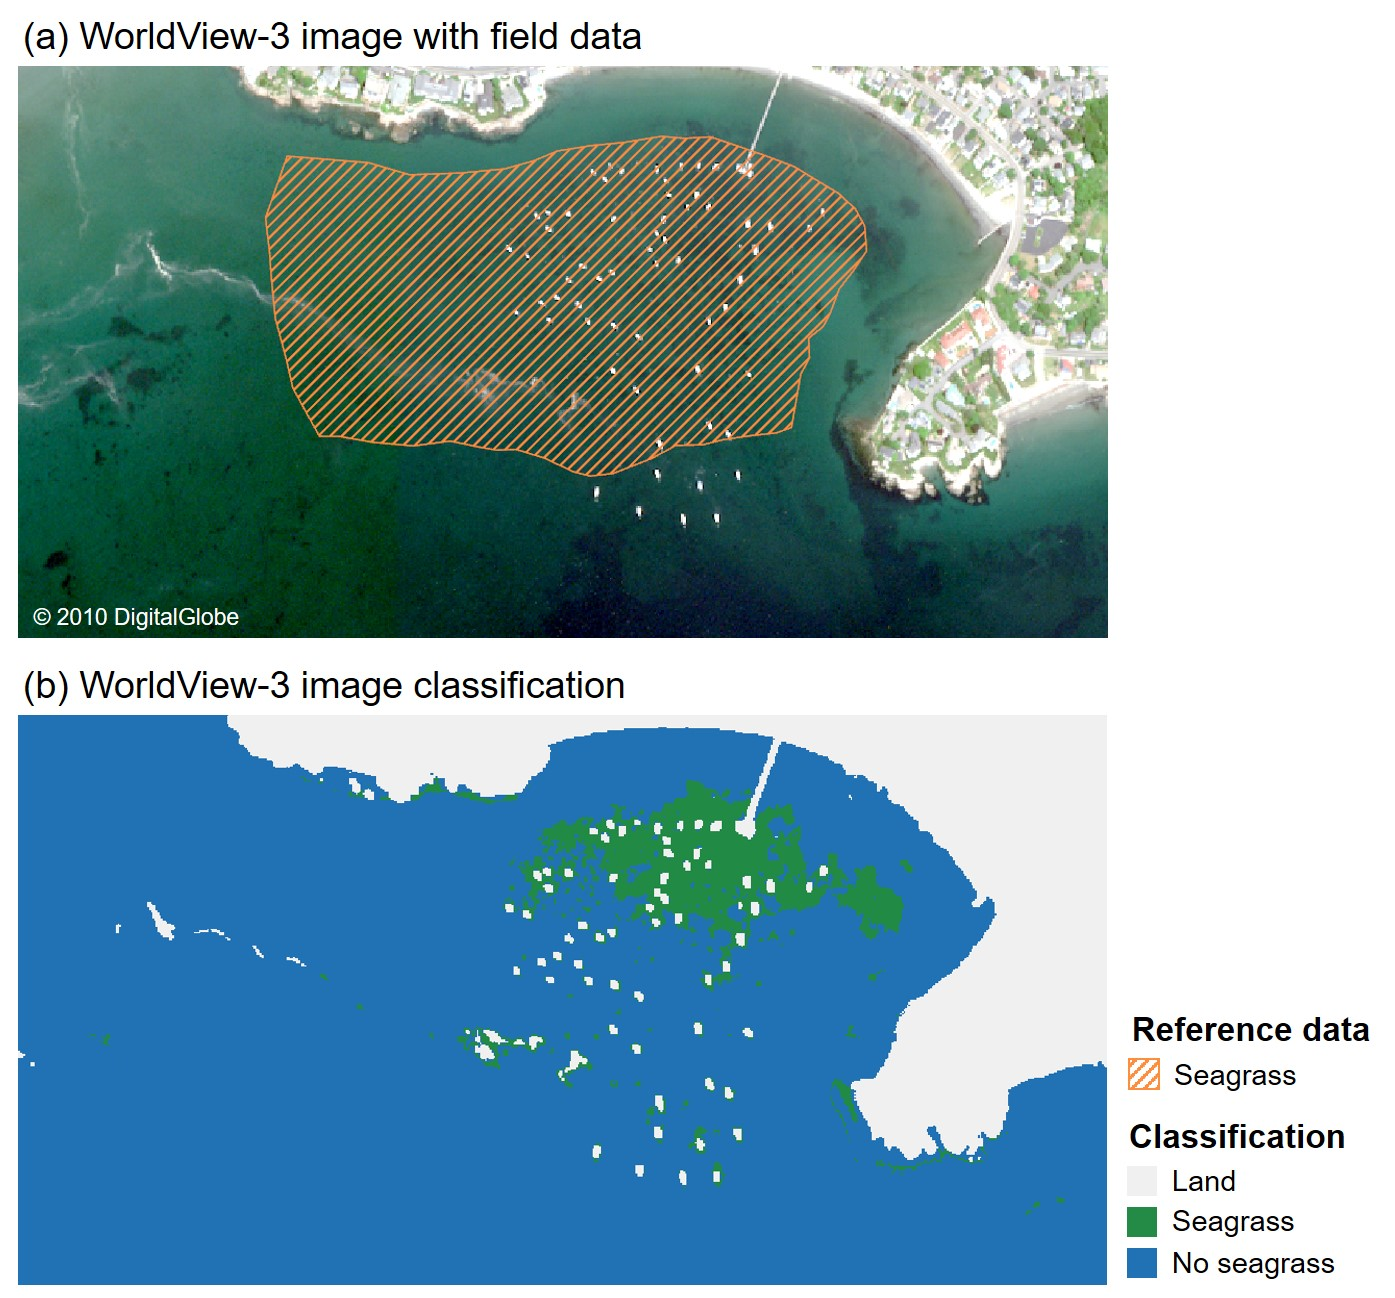 (a) WorldView-3 image with field data
© 2010 DigitalGlobe
(b) WorldView-3 image classification
Reference data
Seagrass
Classification
Land
Seagrass
No seagrass